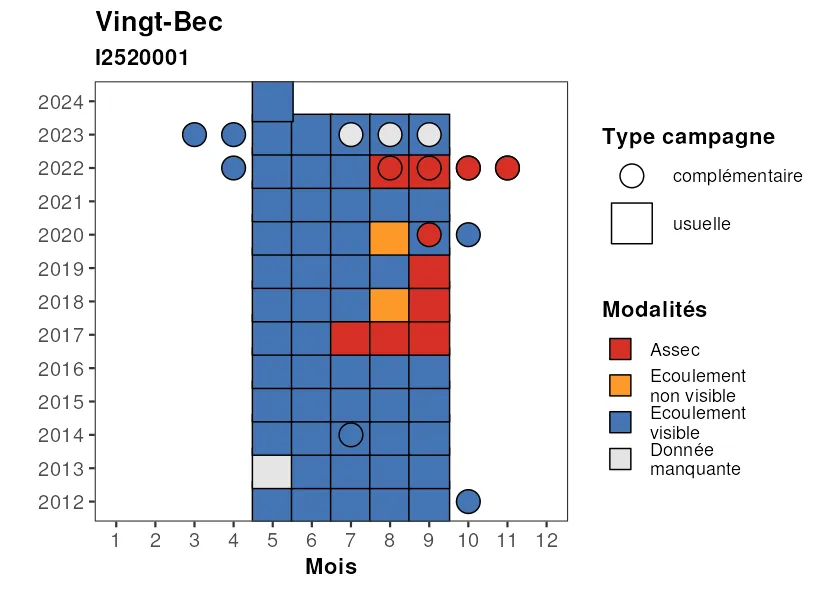 Vingt-Bec
I2520001
2024
2023
2022
2021
2020
2019
2018
2017
2016
2015
2014
2013
2012
1 2 3 4 5 6 7 8 9 10 11 12
Mois
Type campagne
complémentaire
usuelle
Modalités
Assec
Ecoulement
non visible
Ecoulement
visible
Donnée
manquante